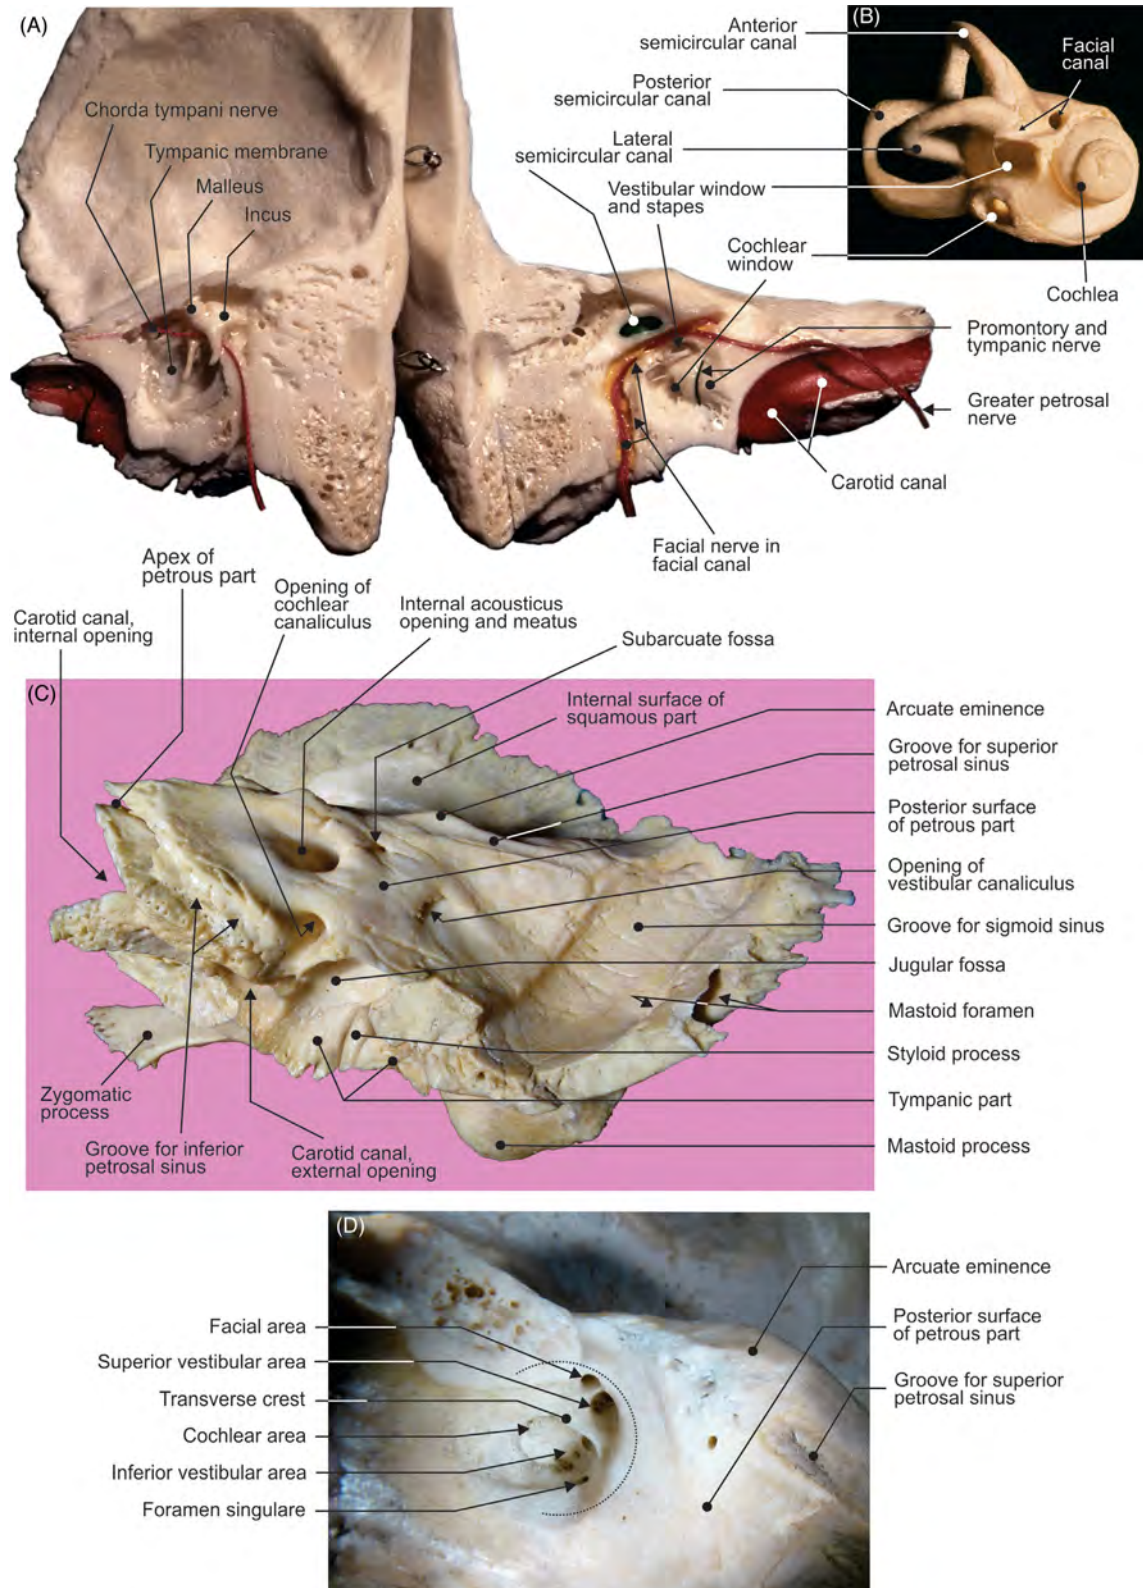 (A)
Chorda tympani nerve
Tympanic membrane
Malleus
Incus
Anterior
semicircular canal
Posterior
semicircular canal
Lateral
semicircular canal
Vestibular window
and stapes
Cochlear
window
(B)
Facial
canal
Cochlea
Promontory and
tympanic nerve
Greater petrosal
nerve
Carotid canal
Facial nerve in
facial canal
Apex of
petrous part
Opening of
cochlear
canaliculus
Internal acousticus
opening and meatus
Carotid canal,
internal opening
Subarcuate fossa
(C)
Internal surface of
squamous part
Arcuate eminence
Groove for superior
petrosal sinus
Posterior surface
of petrous part
Opening of
vestibular canaliculus
Groove for sigmoid sinus
Jugular fossa
Mastoid foramen
Styloid process
Tympanic part
Mastoid process
Zygomatic
process
Groove for inferior
petrosal sinus
Carotid canal,
external opening
(D)
Facial area
Superior vestibular area
Transverse crest
Cochlear area
Inferior vestibular area
Foramen singulare
Arcuate eminence
Posterior surface
of petrous part
Groove for superior
petrosal sinus